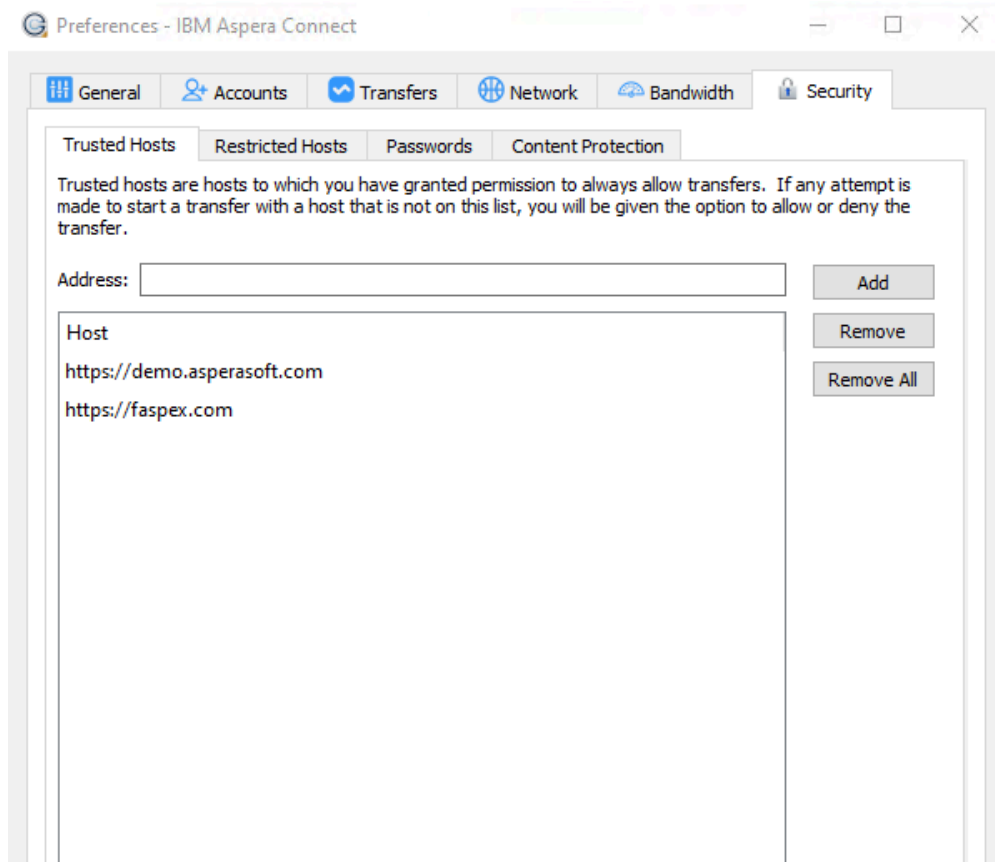 Preferences - IBM Aspera Connect
General Accounts Transfers Network Bandwidth Security
Trusted Hosts Restricted Hosts Passwords Content Protection
Trusted hosts are hosts to which you have granted permission to always allow transfers. If any attempt is
made to start a transfer with a host that is not on this list, you will be given the option to allow or deny the
transfer.
Address: Add
Host Remove
https://demo.asperasoft.com Remove All
https://faspex.com